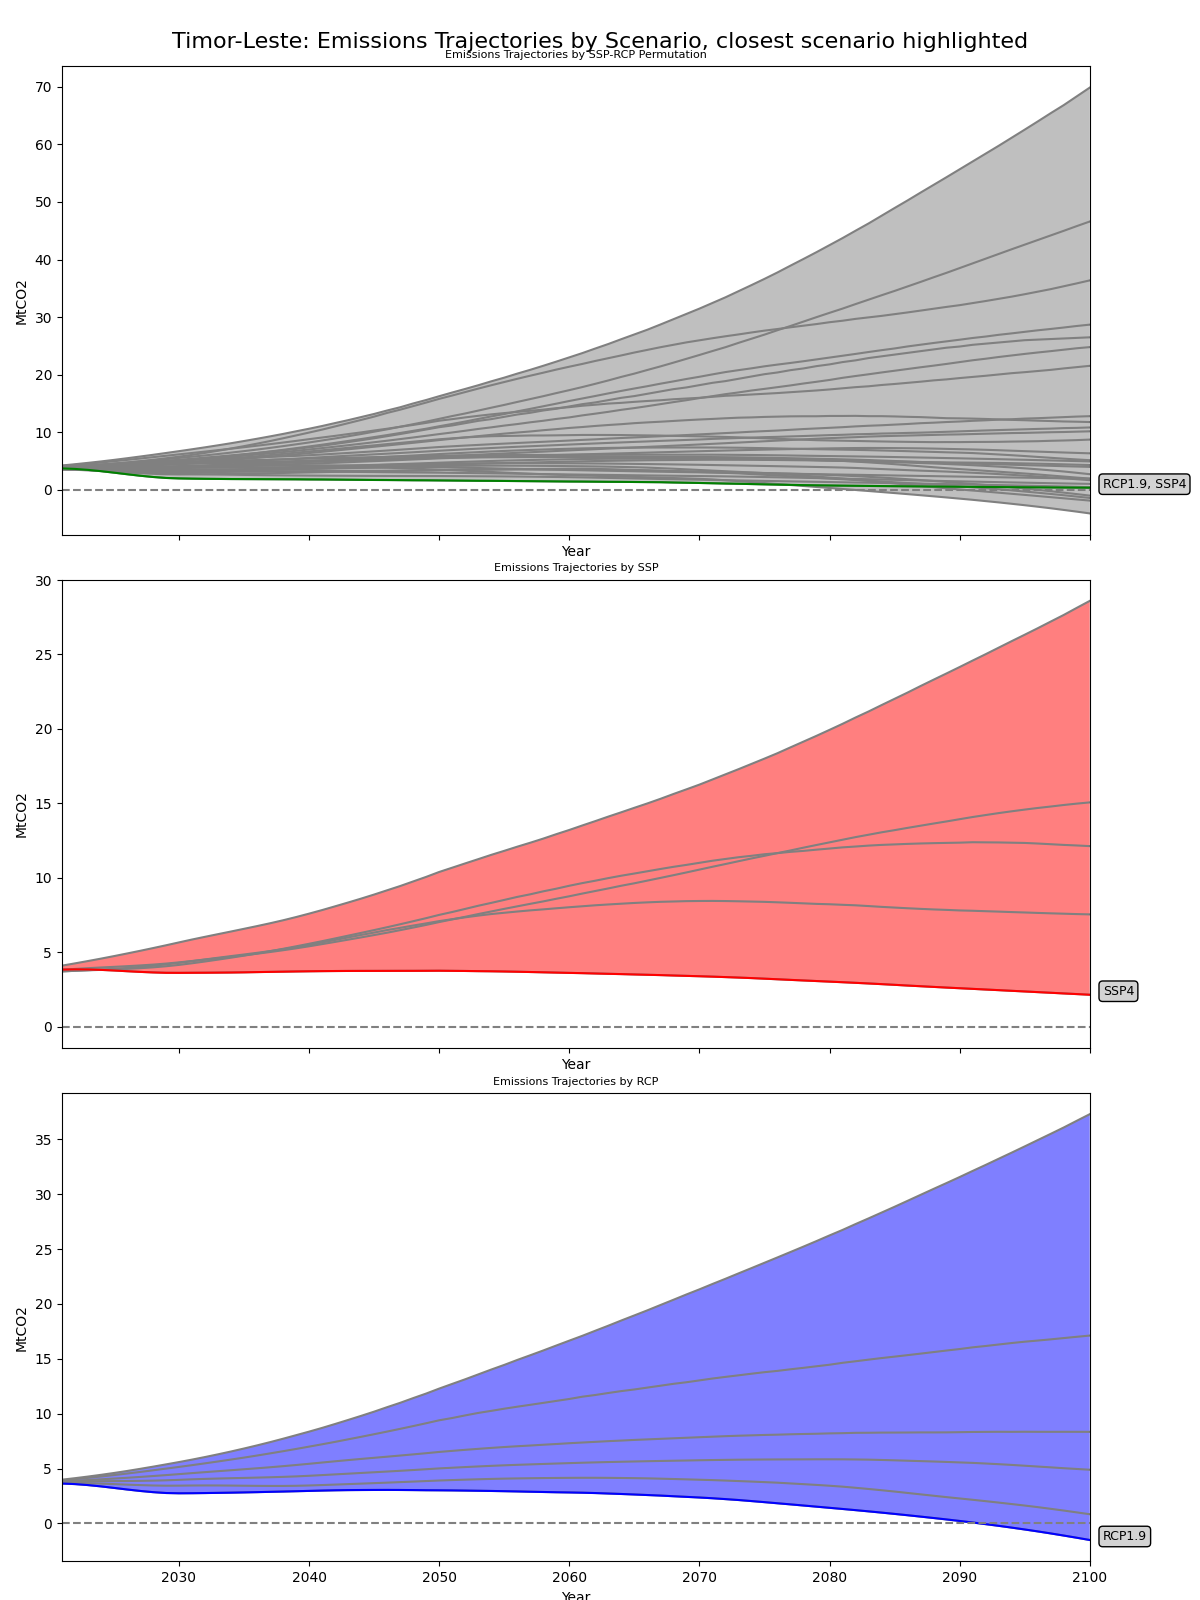 Timor-Leste: Emissions Trajectories by Scenario, closest scenario highlighted
Emissions Trajectories by SSP-RCP Permutation
70
60
50
40
30
20
10
0
MtCO2
RCP1.9, SSP4
Year
Emissions Trajectories by SSP
30
25
20
15
10
5
0
MtCO2
SSP4
Year
Emissions Trajectories by RCP
35
30
25
20
15
10
5
0
MtCO2
RCP1.9
2030 2040 2050 2060 2070 2080 2090 2100
Year